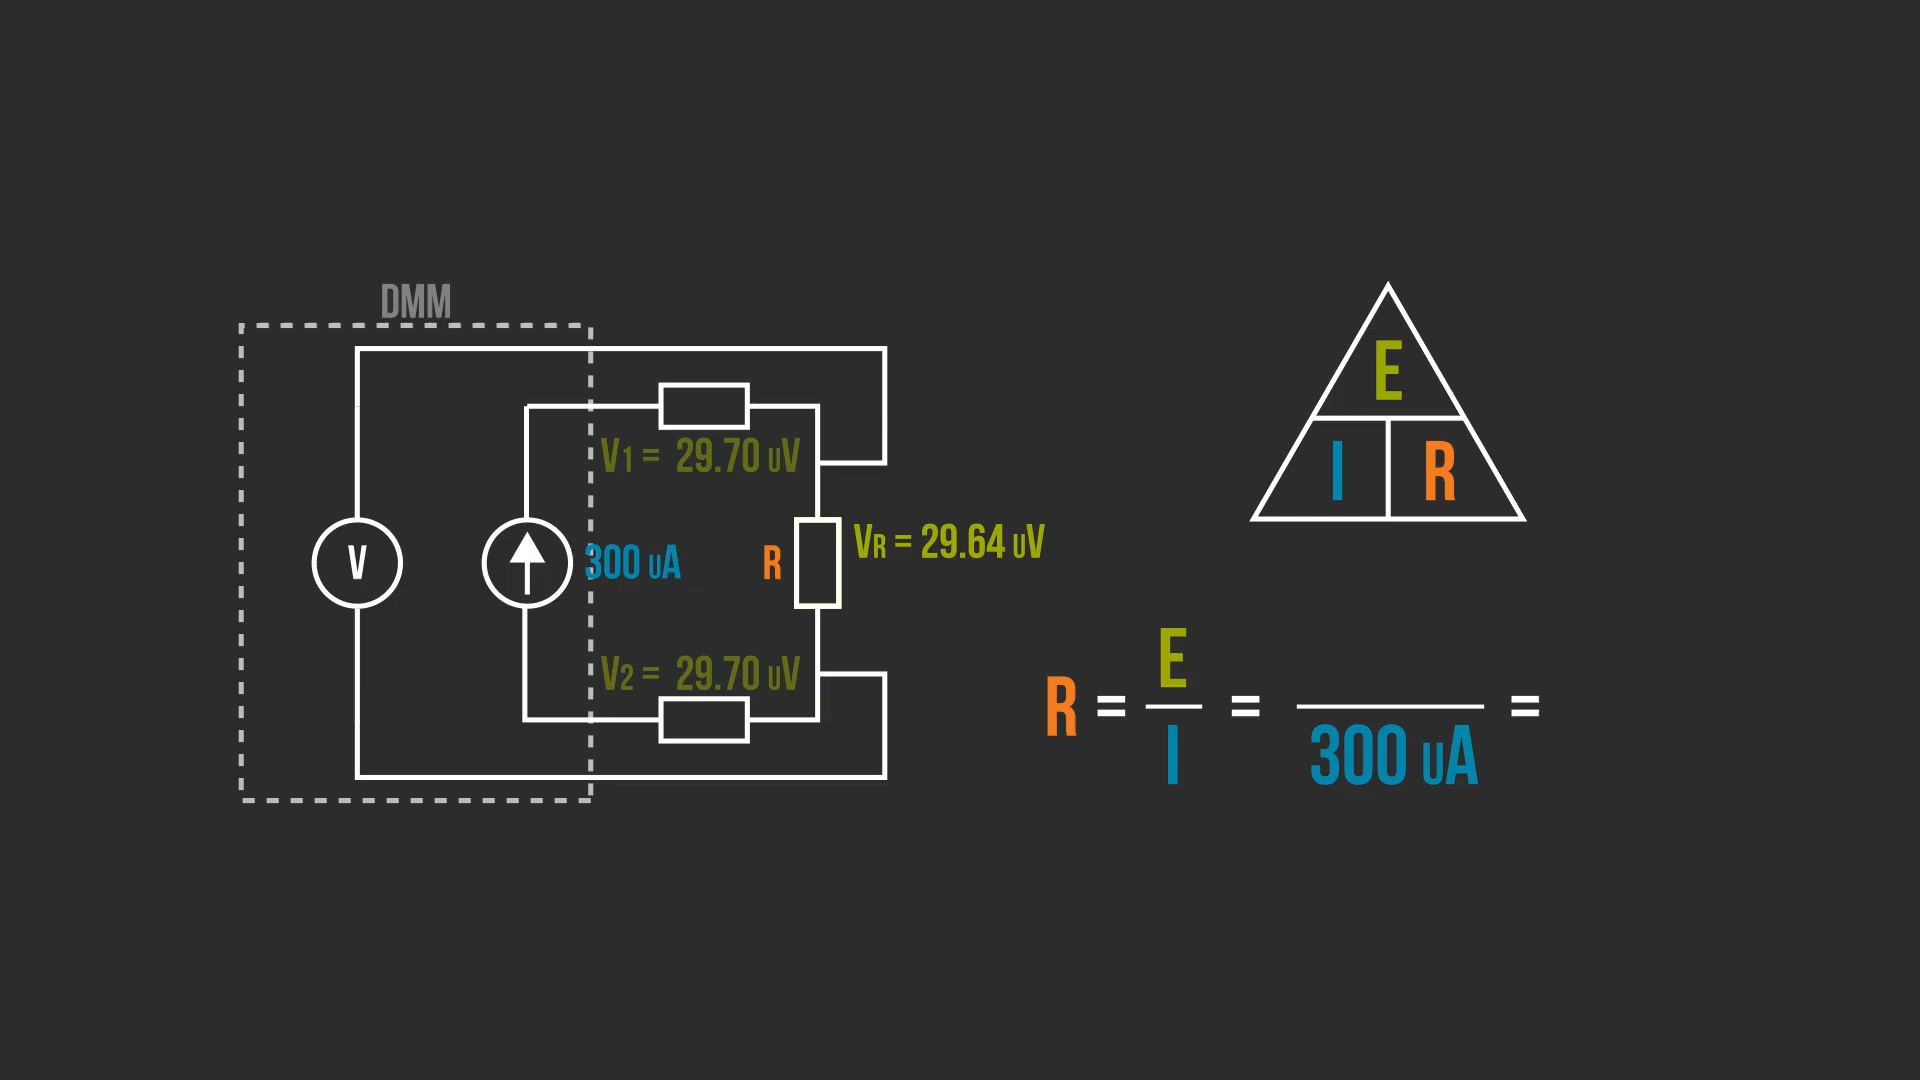 DMM
V1 = 29.70 uV
V
300 uA
R
VR = 29.64 uV
V2 = 29.70 uV
E
I R
R = E / I = / 300 uA =